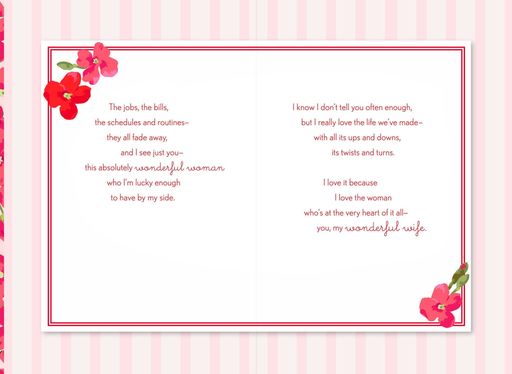 The jobs, the bills,
the schedules and routines–
they all fade away,
and I see just you–
this absolutely wonderful woman
who I'm lucky enough
to have by my side.
I know I don't tell you often enough,
but I really love the life we've made–
with all its ups and downs,
its twists and turns.
I love it because
I love the woman
who's at the very heart of it all–
you, my wonderful wife.